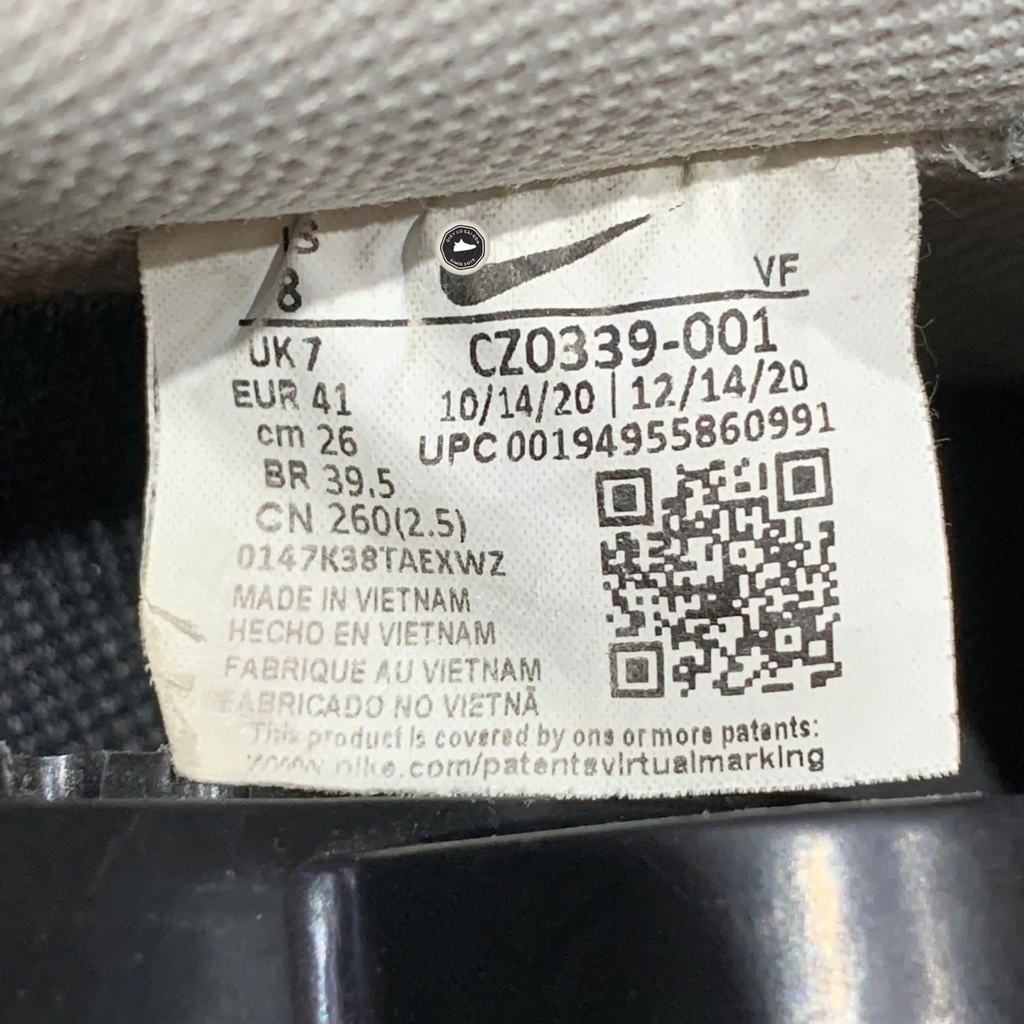 8
VF
UK 7
EUR 41
cm 26
BR 39.5
CN 260(2.5)
CZ0339-001
10/14/20 | 12/14/20
UPC 00194955860991
0147K38TAEXWZ
MADE IN VIETNAM
HECHO EN VIETNAM
FABRIQUE AU VIETNAM
FABRICADO NO VIETNÃ
This product is covered by one or more patents:
www.nike.com/patentsvirtualmarking